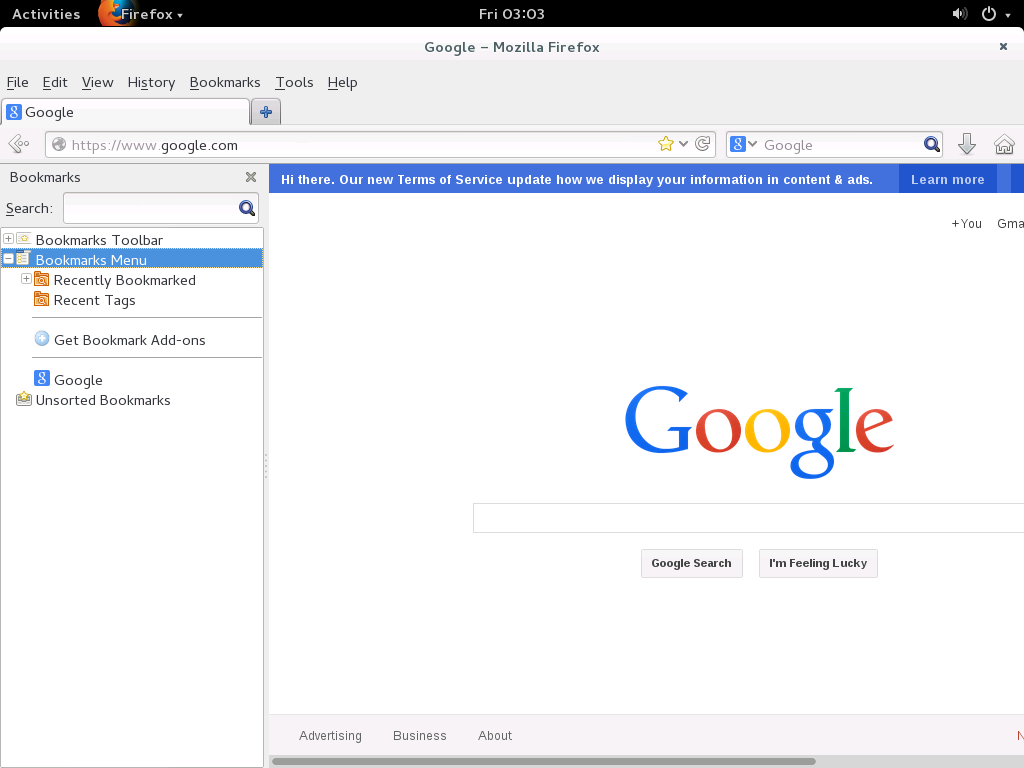 Activities Firefox Fri 03:03
Google – Mozilla Firefox
File Edit View History Bookmarks Tools Help
Google
https://www.google.com Google
Bookmarks
Search:
Bookmarks Toolbar
Bookmarks Menu
Recently Bookmarked
Recent Tags
Get Bookmark Add-ons
Google
Unsorted Bookmarks
Hi there. Our new Terms of Service update how we display your information in content & ads. Learn more
+You Gma
Google
Google Search I'm Feeling Lucky
Advertising Business About N